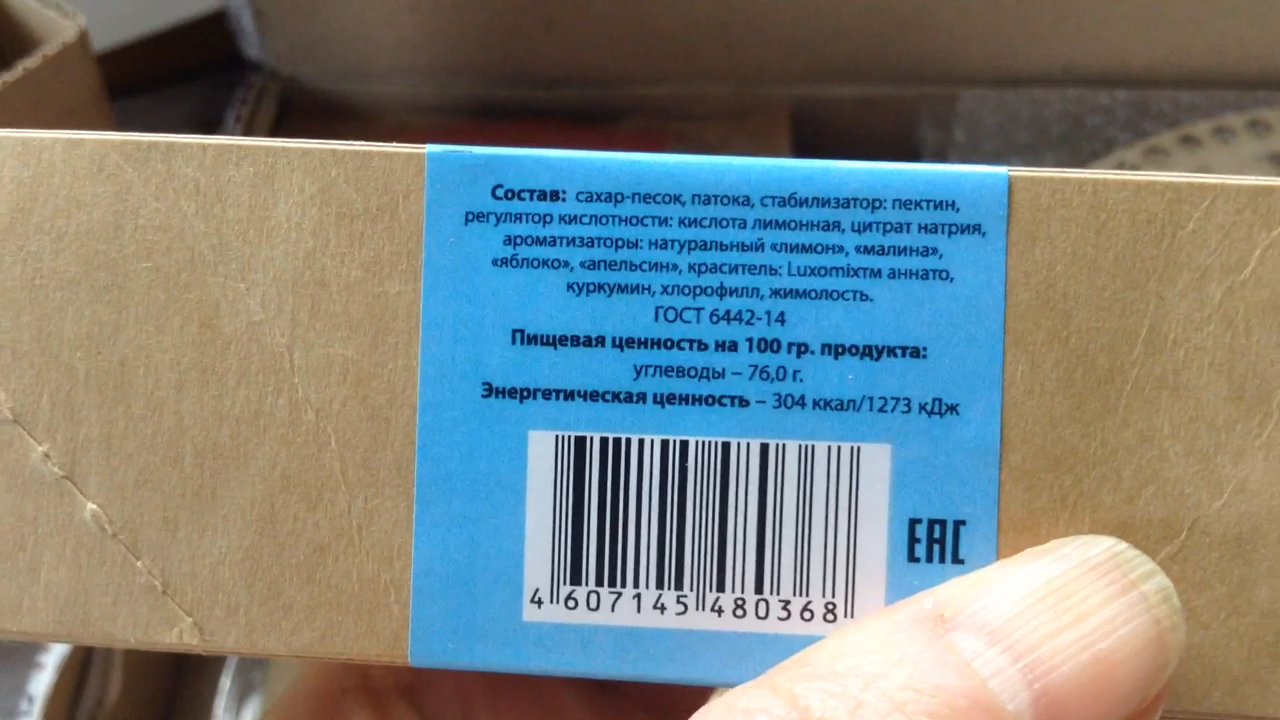 Состав: сахар-песок, патока, стабилизатор: пектин,
регулятор кислотности: кислота лимонная, цитрат натрия,
ароматизаторы: натуральный «лимон», «малина»,
«яблоко», «апельсин», краситель: Luxomixтм аннато,
куркумин, хлорофилл, жимолость.
ГОСТ 6442-14
Пищевая ценность на 100 гр. продукта:
углеводы – 76,0 г.
Энергетическая ценность – 304 ккал/1273 кДж
EAC
4 607145 480368